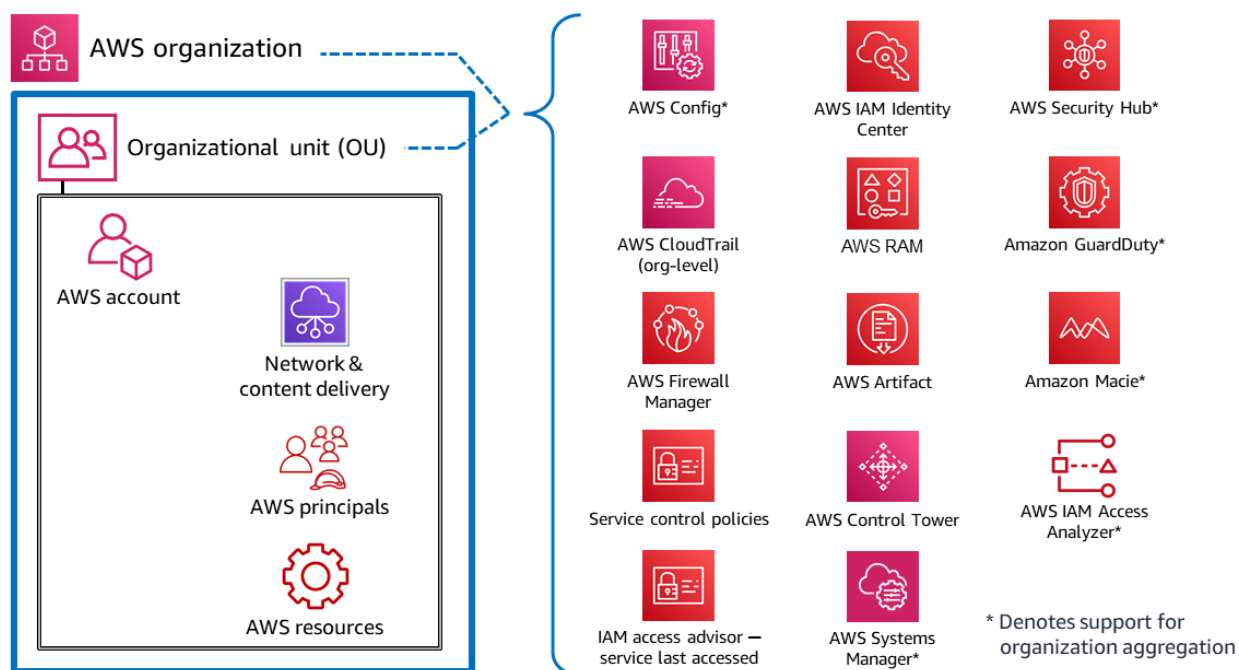 AWS organization
Organizational unit (OU)
AWS account
Network &
content delivery
AWS principals
AWS resources
AWS Config*
AWS IAM Identity
Center
AWS Security Hub*
AWS CloudTrail
(org-level)
AWS RAM
Amazon GuardDuty*
AWS Firewall
Manager
AWS Artifact
Amazon Macie*
Service control policies
AWS Control Tower
AWS IAM Access
Analyzer*
IAM access advisor —
service last accessed
AWS Systems
Manager*
* Denotes support for
organization aggregation